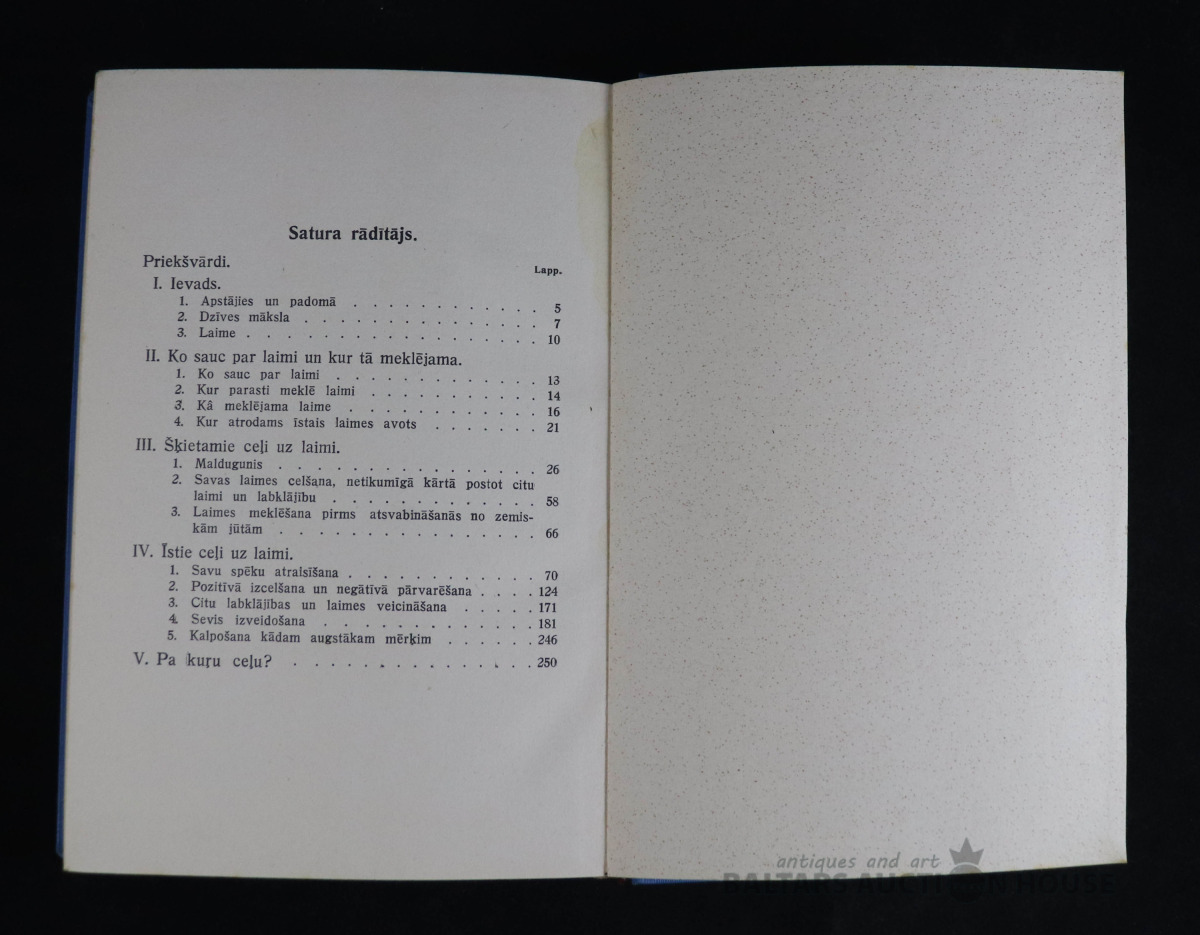 Satura rādītājs.
Priekšvārdi.
Lapp.
I. Ievads.
1. Apstājies un padomā . . . . . . . . . . . . . 5
2. Dzīves māksla . . . . . . . . . . . . . . . 7
3. Laime . . . . . . . . . . . . . . . . . . 10
II. Ko sauc par laimi un kur tā meklējama.
1. Ko sauc par laimi . . . . . . . . . . . . . 13
2. Kur parasti meklē laimi . . . . . . . . . . . 14
3. Kâ meklējama laime . . . . . . . . . . . . 16
4. Kur atrodams īstais laimes avots . . . . . . . 21
III. Šķietamie ceļi uz laimi.
1. Maldugunis . . . . . . . . . . . . . . . . 26
2. Savas laimes celšana, netikumīgā kārtā postot citu
laimi un labklājību . . . . . . . . . . . . . 58
3. Laimes meklēšana pirms atsvabināšanās no zemis-
kām jūtām . . . . . . . . . . . . . . . . 66
IV. Īstie ceļi uz laimi.
1. Savu spēku atraisīšana . . . . . . . . . . . . 70
2. Pozitīvā izcelšana un negātīvā pārvarēšana . . . . 124
3. Citu labklājības un laimes veicināšana . . . . . 171
4. Sevis izveidošana . . . . . . . . . . . . . 181
5. Kalpošana kādam augstākam mērķim . . . . . . 246
V. Pa kuŗu ceļu? . . . . . . . . . . . . . . . 250
antiques and art
BALTARS AUCTION HOUSE